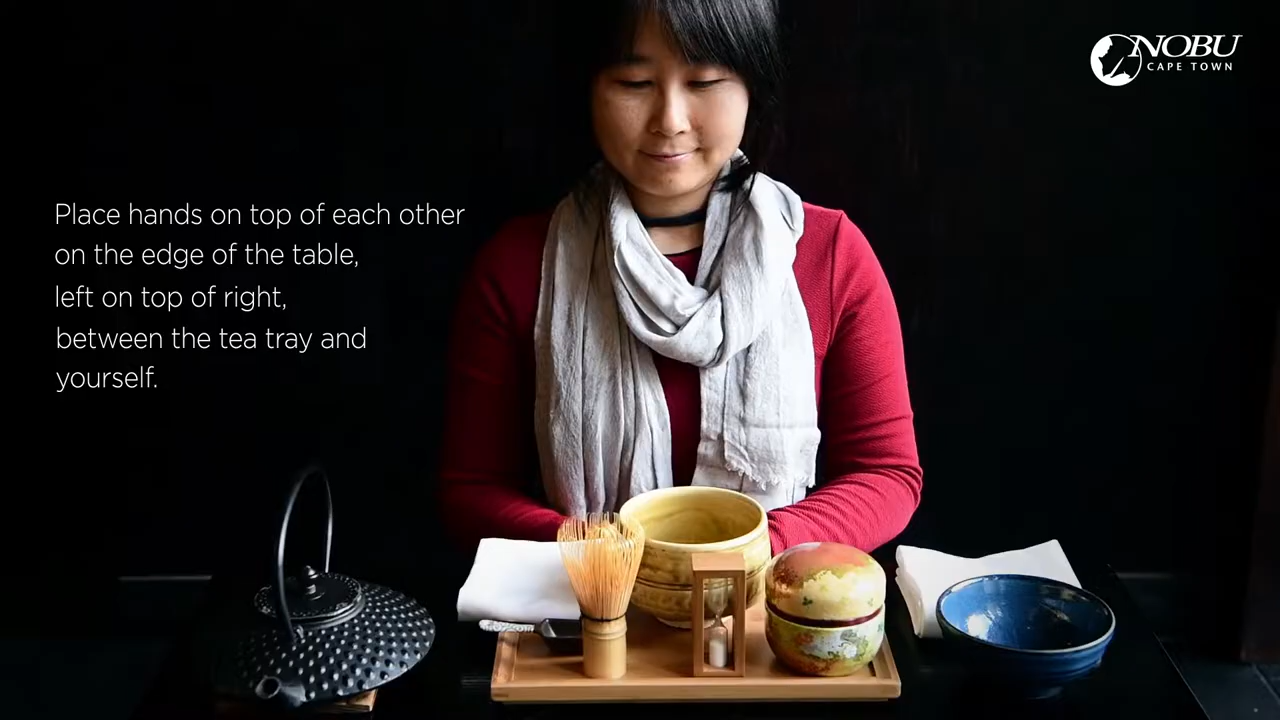 NOBU
CAPE TOWN
Place hands on top of each other
on the edge of the table,
left on top of right,
between the tea tray and
yourself.